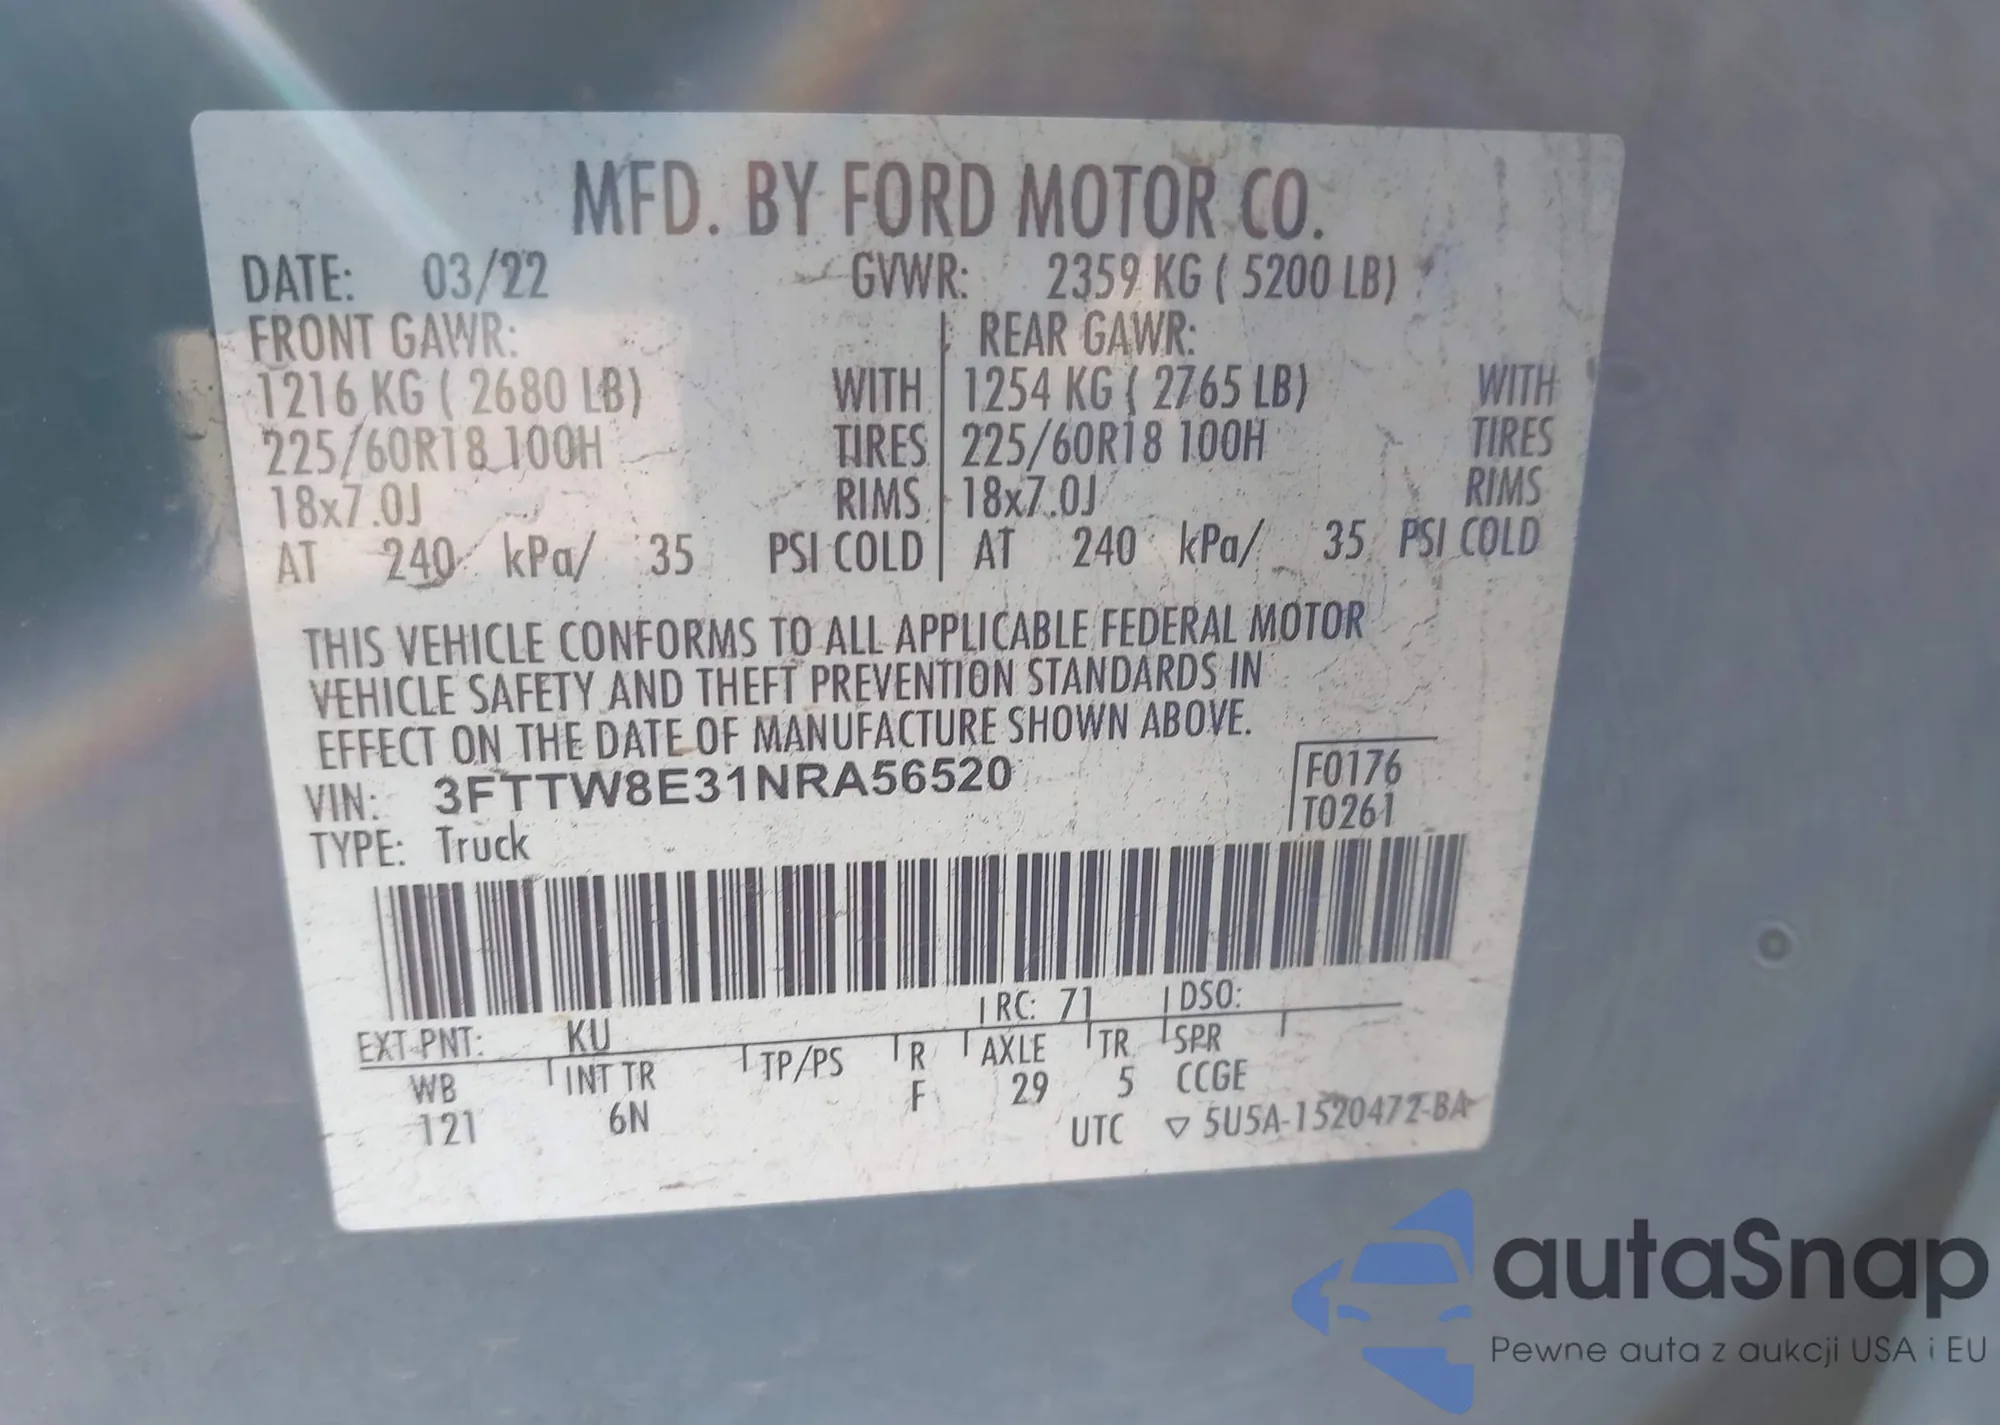 MFD. BY FORD MOTOR CO.
DATE: 03/22 GVWR: 2359 KG ( 5200 LB)
FRONT GAWR: REAR GAWR:
1216 KG ( 2680 LB) WITH 1254 KG ( 2765 LB) WITH
225/60R18 100H TIRES 225/60R18 100H TIRES
18x7.0J RIMS 18x7.0J RIMS
AT 240 kPa/ 35 PSI COLD AT 240 kPa/ 35 PSI COLD
THIS VEHICLE CONFORMS TO ALL APPLICABLE FEDERAL MOTOR
VEHICLE SAFETY AND THEFT PREVENTION STANDARDS IN
EFFECT ON THE DATE OF MANUFACTURE SHOWN ABOVE.
VIN: 3FTTW8E31NRA56520 F0176
TYPE: Truck T0261
EXT PNT: KU RC: 71 DSO:
WB INT TR TP/PS R AXLE TR SPR
121 6N F 29 5 CCGE
UTC ▽ 5U5A-1520472-BA
autaSnap
Pewne auta z aukcji USA i EU